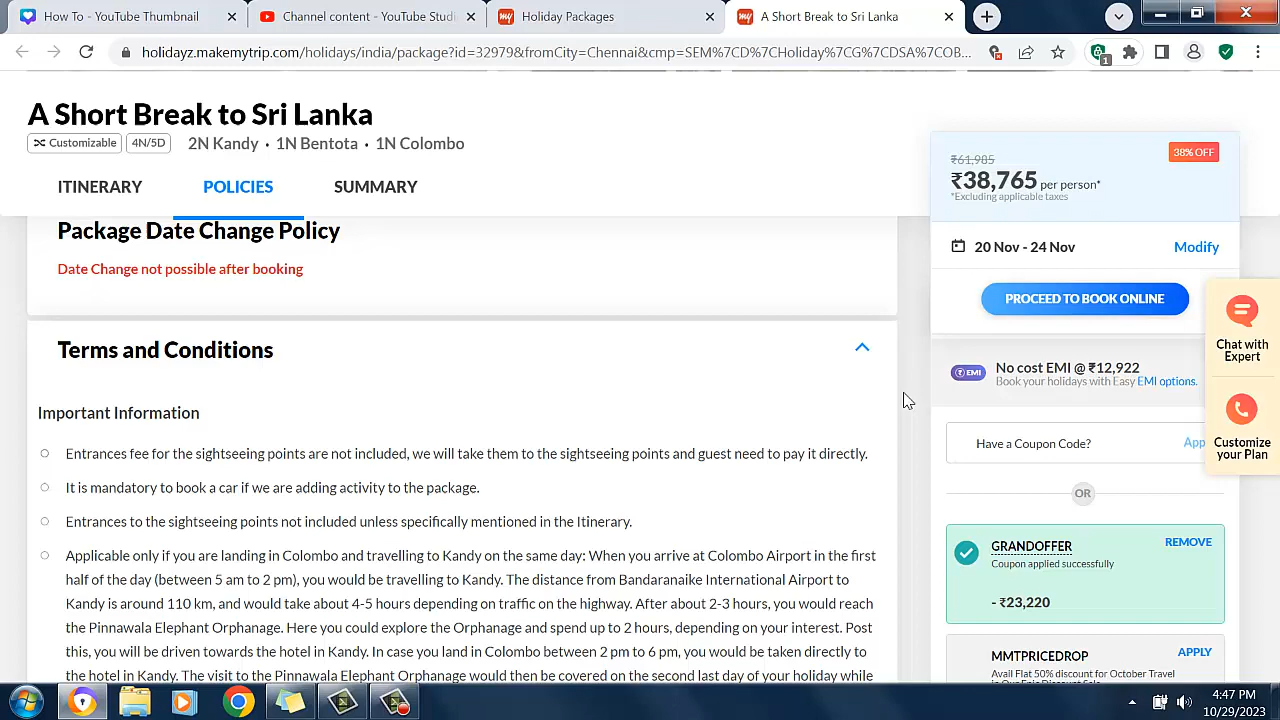 How To - YouTube Thumbnail
Channel content - YouTube Stud
Holiday Packages
A Short Break to Sri Lanka
holidayz.makemytrip.com/holidays/india/package?id=32979&fromCity=Chennai&cmp=SEM%7CD%7CHoliday%7CG%7CDSA%7COB...
A Short Break to Sri Lanka
Customizable
4N/5D
2N Kandy • 1N Bentota • 1N Colombo
ITINERARY
POLICIES
SUMMARY
Package Date Change Policy
Date Change not possible after booking
Terms and Conditions
Important Information
Entrances fee for the sightseeing points are not included, we will take them to the sightseeing points and guest need to pay it directly.
It is mandatory to book a car if we are adding activity to the package.
Entrances to the sightseeing points not included unless specifically mentioned in the Itinerary.
Applicable only if you are landing in Colombo and travelling to Kandy on the same day: When you arrive at Colombo Airport in the first
half of the day (between 5 am to 2 pm), you would be travelling to Kandy. The distance from Bandaranaike International Airport to
Kandy is around 110 km, and would take about 4-5 hours depending on traffic on the highway. After about 2-3 hours, you would reach
the Pinnawala Elephant Orphanage. Here you could explore the Orphanage and spend up to 2 hours, depending on your interest. Post
this, you will be driven towards the hotel in Kandy. In case you land in Colombo between 2 pm to 6 pm, you would be taken directly to
the hotel in Kandy. The visit to the Pinnawala Elephant Orphanage would then be covered on the second last day of your holiday while
₹61,985
38% OFF
₹38,765 per person*
*Excluding applicable taxes
20 Nov - 24 Nov
Modify
PROCEED TO BOOK ONLINE
EMI
No cost EMI @ ₹12,922
Book your holidays with Easy EMI options.
Have a Coupon Code?
App
OR
GRANDOFFER
REMOVE
Coupon applied successfully
- ₹23,220
MMTPRICEDROP
APPLY
Avail Flat 50% discount for October Travel
Chat with
Expert
Customize
your Plan
my
my
1
4:47 PM
10/29/2023